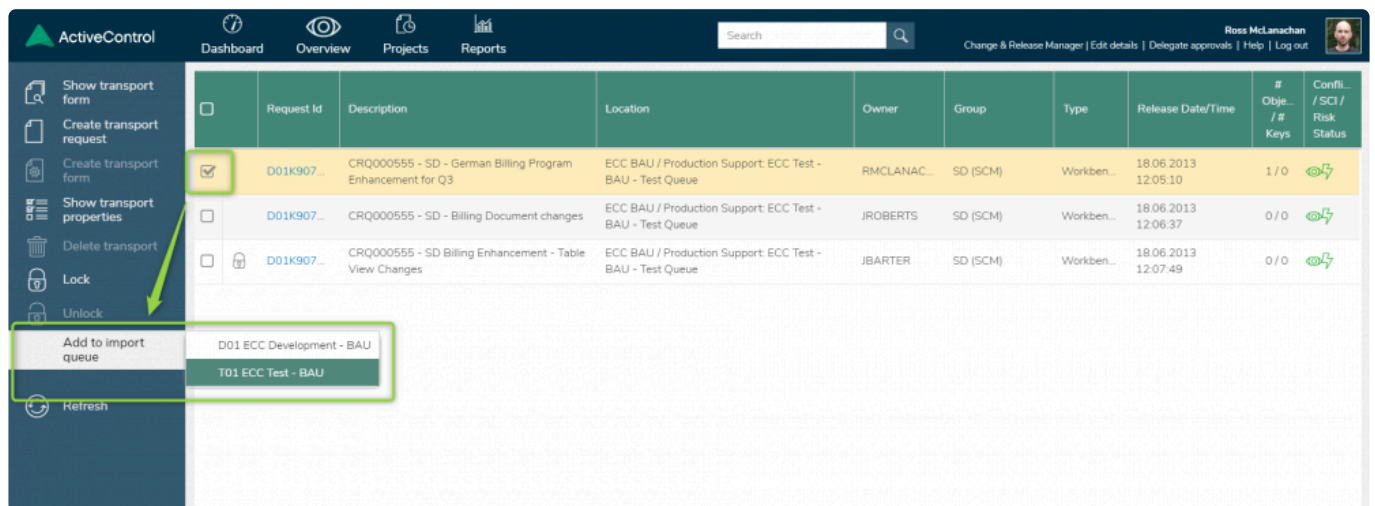 ActiveControl
Dashboard
Overview
Projects
Reports
Search
Ross McLanachan
Change & Release Manager | Edit details | Delegate approvals | Help | Log out
Show transport
form
Create transport
request
Create transport
form
Show transport
properties
Delete transport
Lock
Unlock
Add to import
queue
Refresh
D01 ECC Development - BAU
T01 ECC Test - BAU
Request Id
Description
Location
Owner
Group
Type
Release Date/Time
#
Obje...
/ #
Keys
Confli...
/ SCI /
Risk
Status
D01K907...
CRQ000555 - SD - German Billing Program
Enhancement for Q3
ECC BAU / Production Support: ECC Test -
BAU - Test Queue
RMCLANAC...
SD (SCM)
Workben...
18.06.2013
12:05:10
1 / 0
D01K907...
CRQ000555 - SD - Billing Document changes
ECC BAU / Production Support: ECC Test -
BAU - Test Queue
JROBERTS
SD (SCM)
Workben...
18.06.2013
12:06:37
0 / 0
D01K907...
CRQ000555 - SD Billing Enhancement - Table
View Changes
ECC BAU / Production Support: ECC Test -
BAU - Test Queue
JBARTER
SD (SCM)
Workben...
18.06.2013
12:07:49
0 / 0